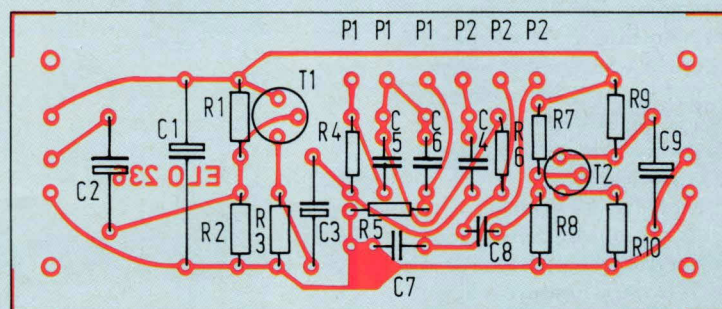 P1 P1 P1 P2 P2 P2
T1
R1 R4 C5 C6 C4 R6 R7 R9
C1 C9
C2 ELO 236 T2
R2 R3 C3 R5 C8 R8 R10
C7